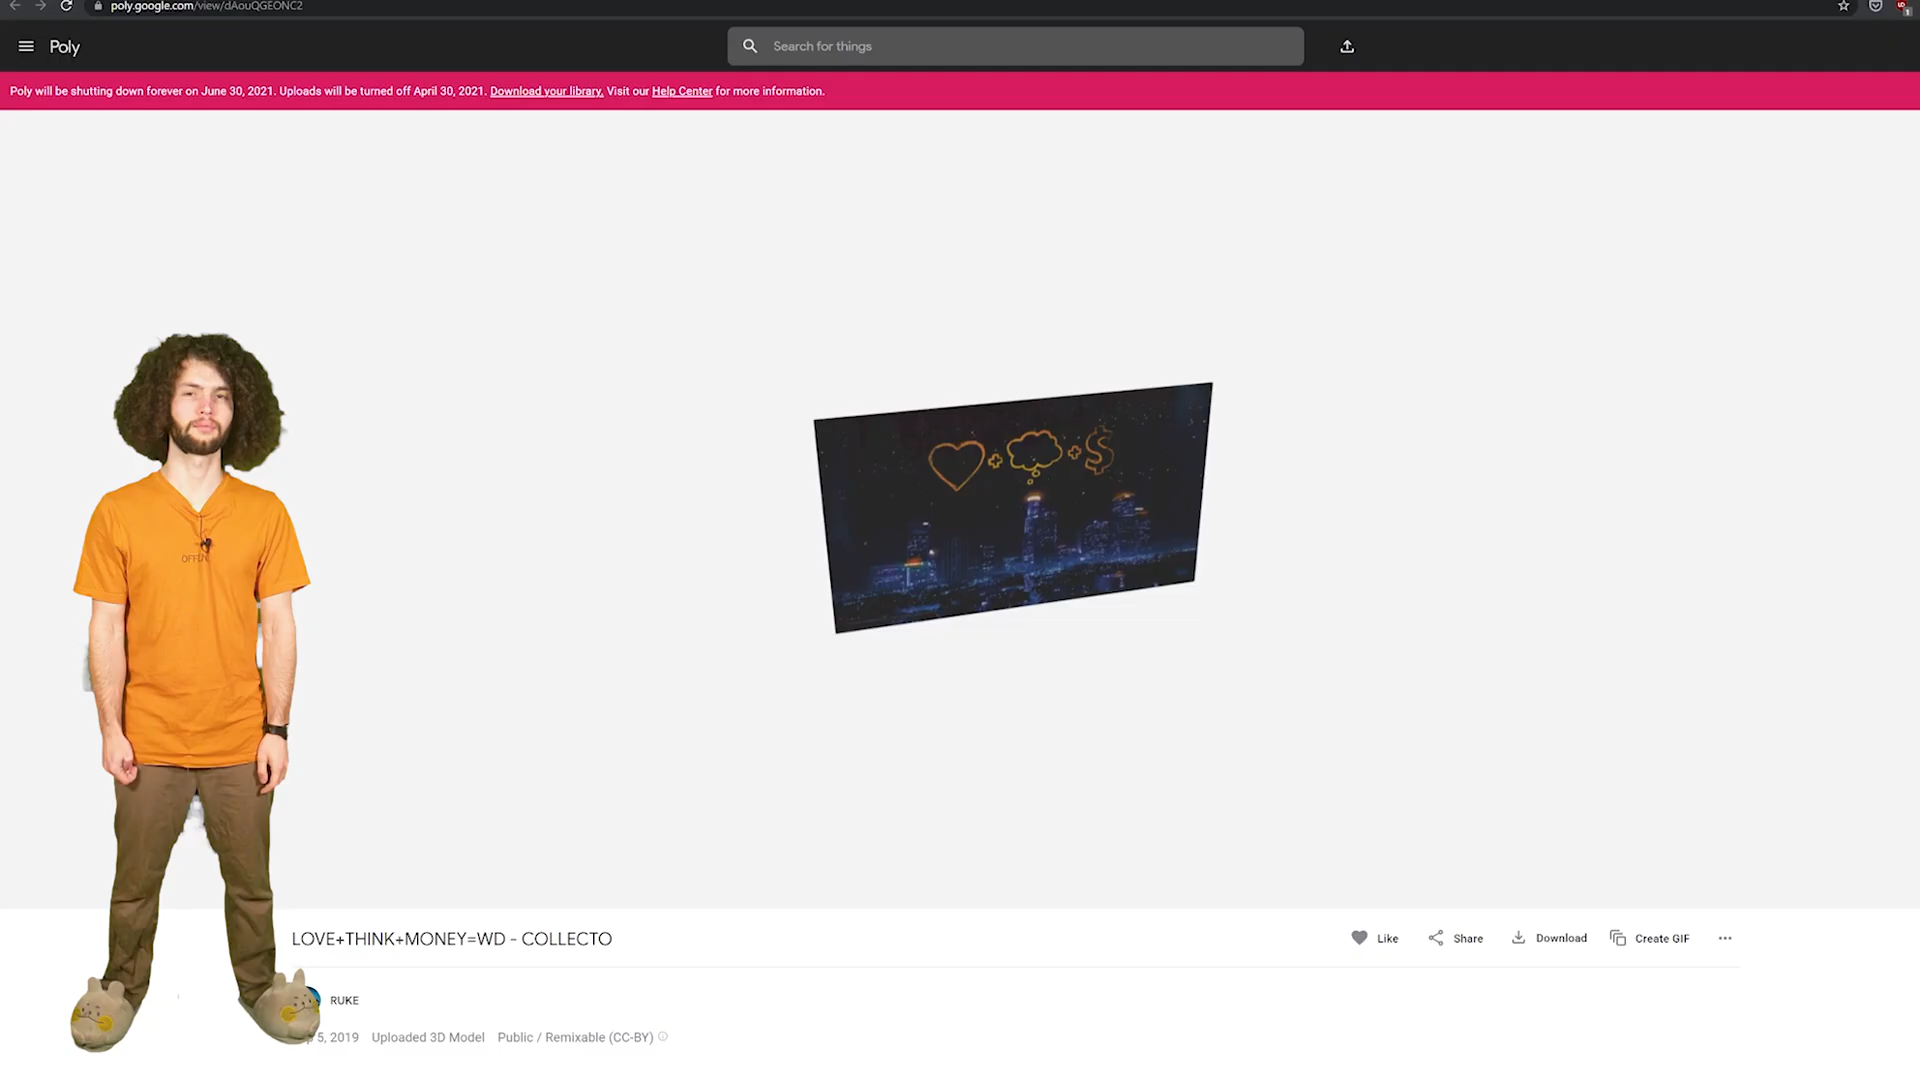 poly.google.com/view/dAouQGEONC2
Poly
Search for things
Poly will be shutting down forever on June 30, 2021. Uploads will be turned off April 30, 2021. Download your library. Visit our Help Center for more information.
LOVE+THINK+MONEY=WD - COLLECTO
Like
Share
Download
Create GIF
RUKE
5, 2019
Uploaded 3D Model
Public / Remixable (CC-BY)